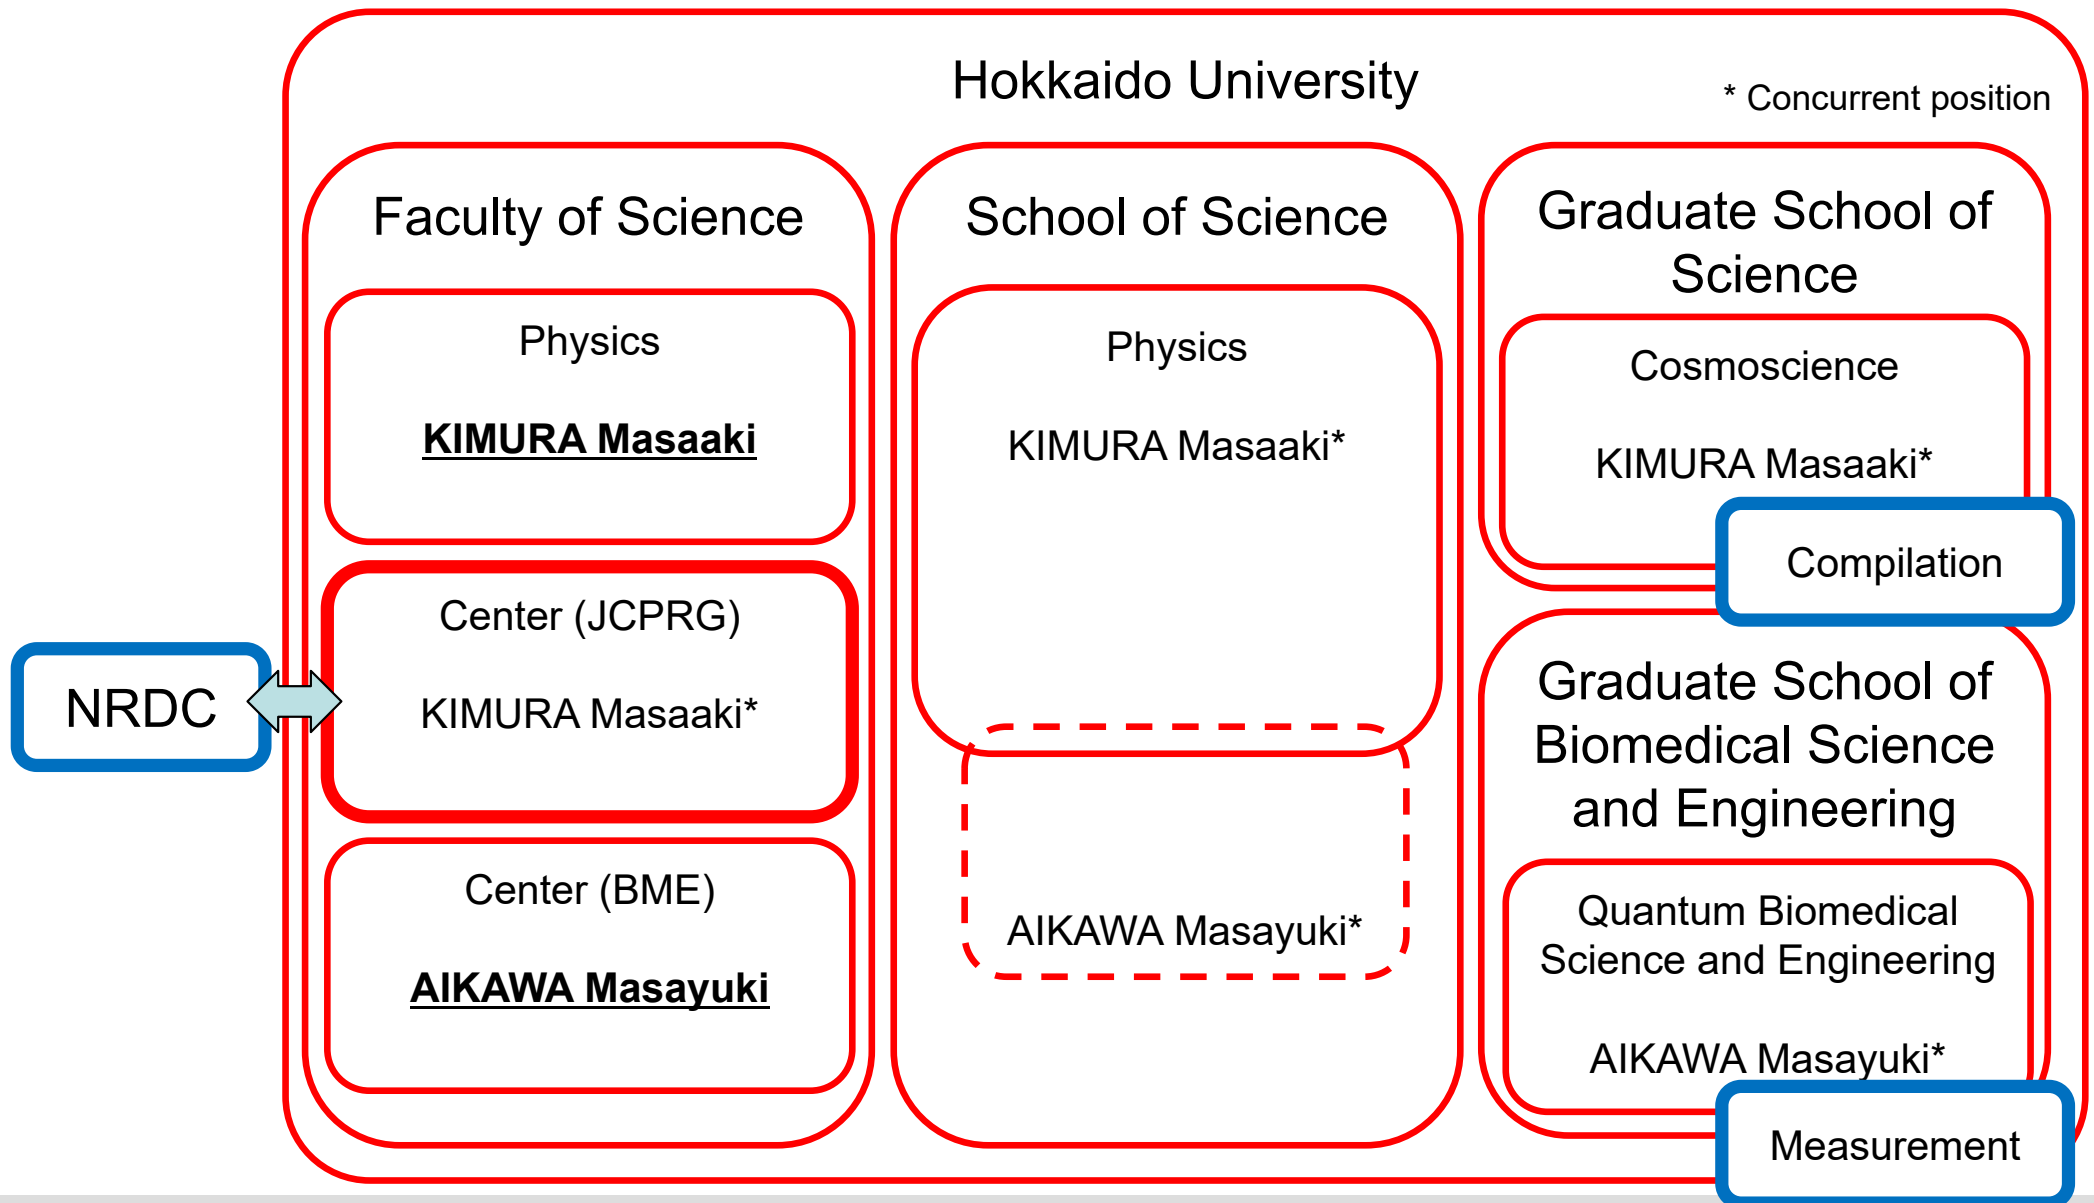 Hokkaido University
* Concurrent position
Faculty of Science
Physics
KIMURA Masaaki
Center (JCPRG)
KIMURA Masaaki*
NRDC
Center (BME)
AIKAWA Masayuki
School of Science
Physics
KIMURA Masaaki*
AIKAWA Masayuki*
Graduate School of
Science
Cosmoscience
KIMURA Masaaki*
Compilation
Graduate School of
Biomedical Science
and Engineering
Quantum Biomedical
Science and Engineering
AIKAWA Masayuki*
Measurement